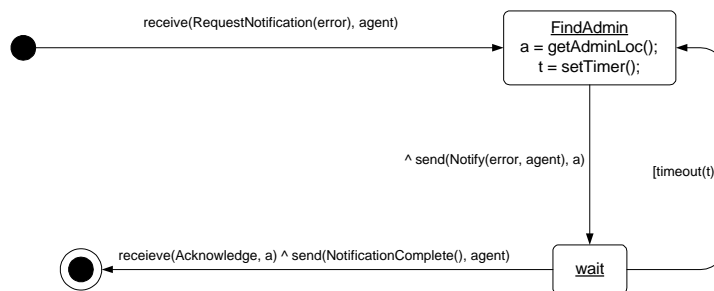 receive(RequestNotification(error), agent)
FindAdmin
a = getAdminLoc();
t = setTimer();
^ send(Notify(error, agent), a)
[timeout(t)
receieve(Acknowledge, a) ^ send(NotificationComplete(), agent)
wait